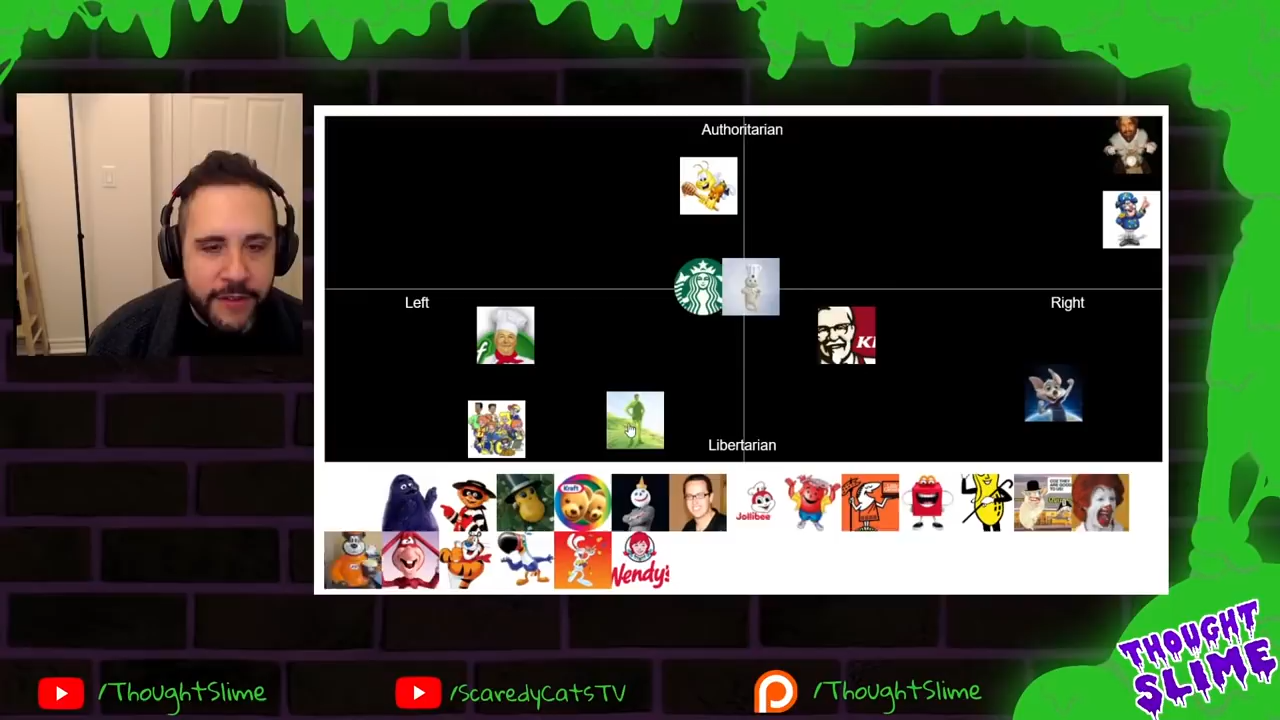 Authoritarian
Left
Right
K
Libertarian
Kraft
Jollibee
Wendy's
/ThoughtSlime
/ScaredyCatsTV
/ThoughtSlime
THOUGHT
SLIME